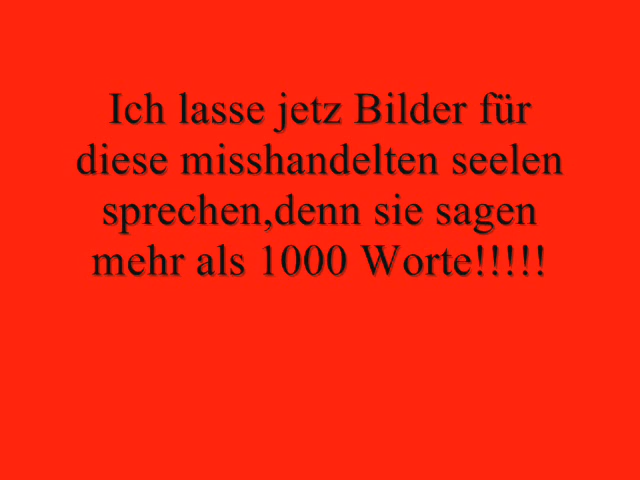 Ich lasse jetz Bilder für
diese misshandelten seelen
sprechen,denn sie sagen
mehr als 1000 Worte!!!!!